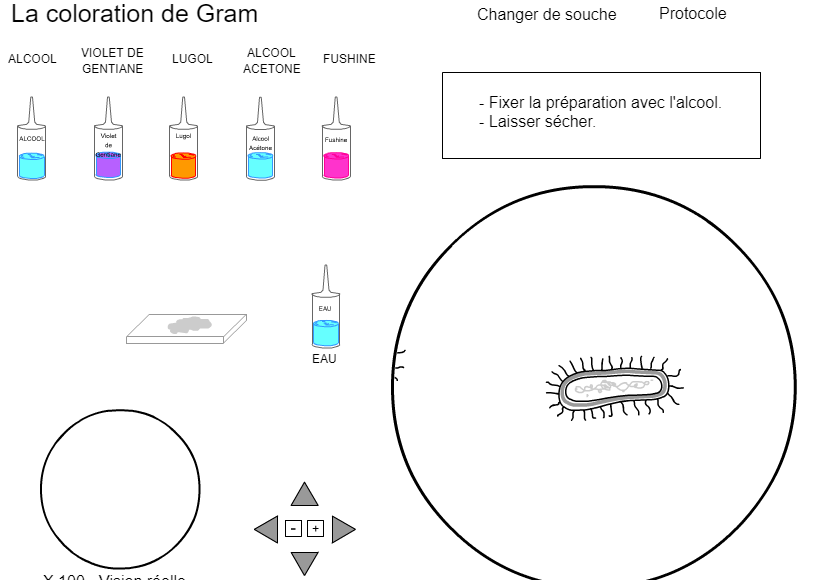 La coloration de Gram
Changer de souche
Protocole
ALCOOL
VIOLET DE
GENTIANE
LUGOL
ALCOOL
ACETONE
FUSHINE
- Fixer la préparation avec l'alcool.
- Laisser sécher.
ALCOOL
Violet
de
Gentiane
Lugol
Alcool
Acétone
Fushine
EAU
EAU
- +
X 100 - Vision réelle